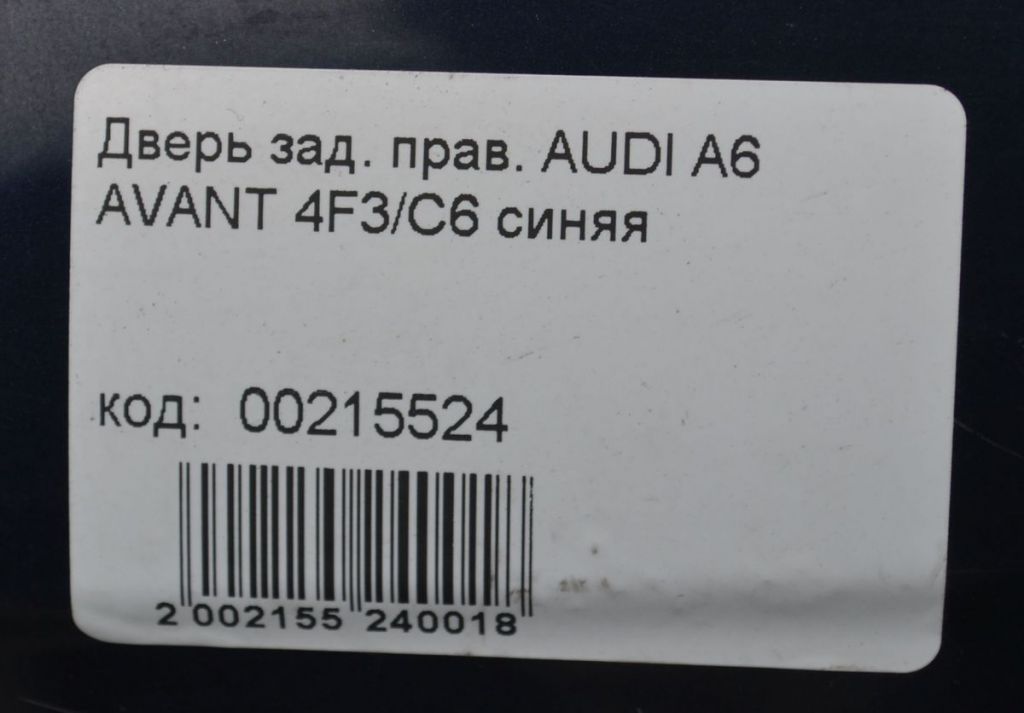 Дверь зад. прав. AUDI A6
AVANT 4F3/C6 синяя
код: 00215524
2 002155 240018